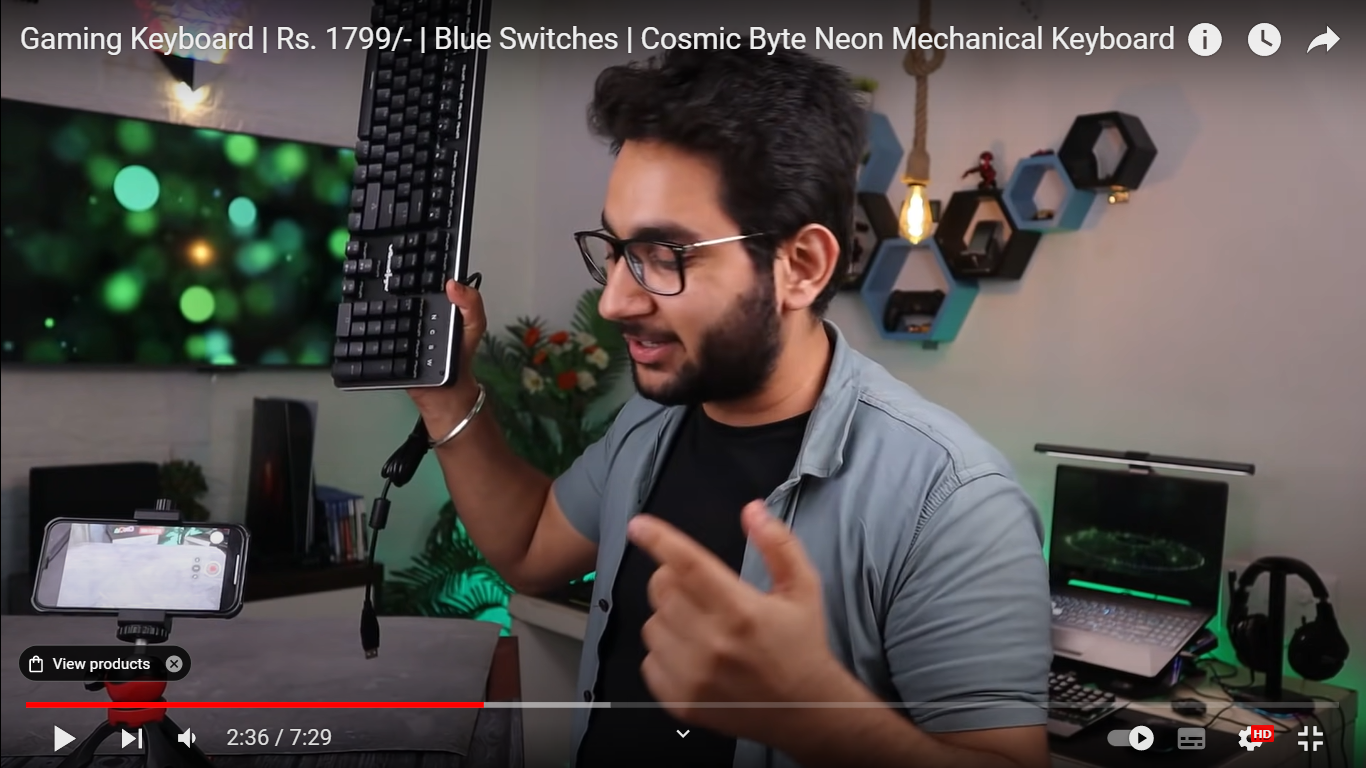 Gaming Keyboard | Rs. 1799/- | Blue Switches | Cosmic Byte Neon Mechanical Keyboard
View products
2:36 / 7:29
HD